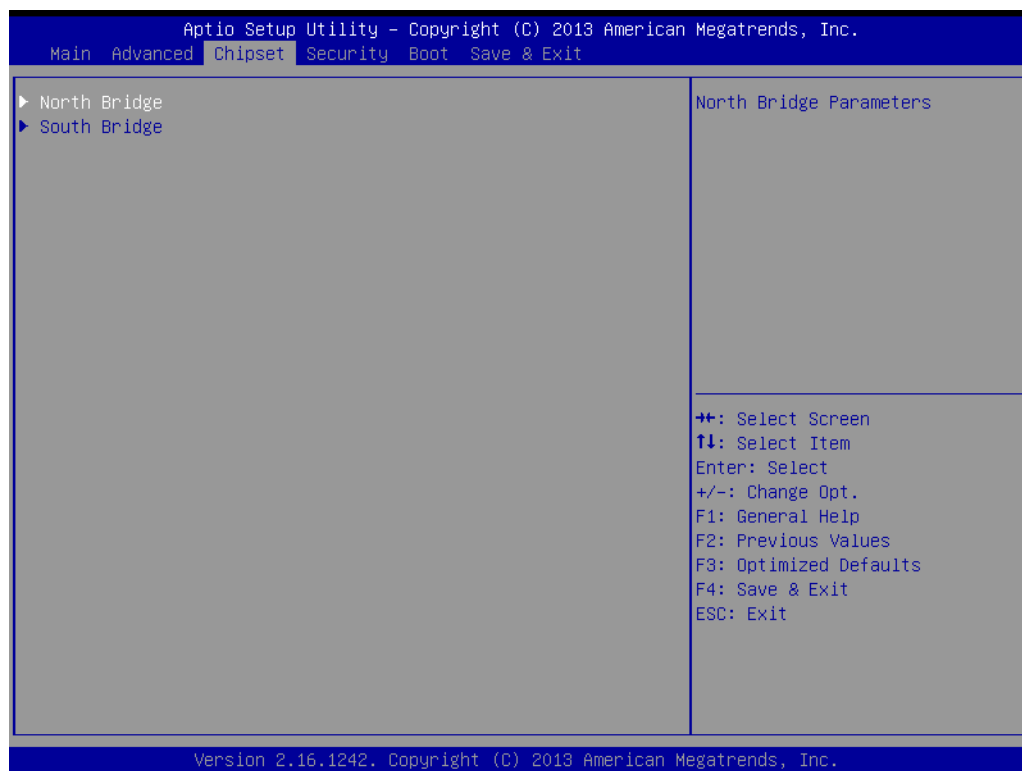 Aptio Setup Utility – Copyright (C) 2013 American Megatrends, Inc.
Main Advanced Chipset Security Boot Save & Exit
▶ North Bridge
▶ South Bridge
North Bridge Parameters
→←: Select Screen
↑↓: Select Item
Enter: Select
+/-: Change Opt.
F1: General Help
F2: Previous Values
F3: Optimized Defaults
F4: Save & Exit
ESC: Exit
Version 2.16.1242. Copyright (C) 2013 American Megatrends, Inc.